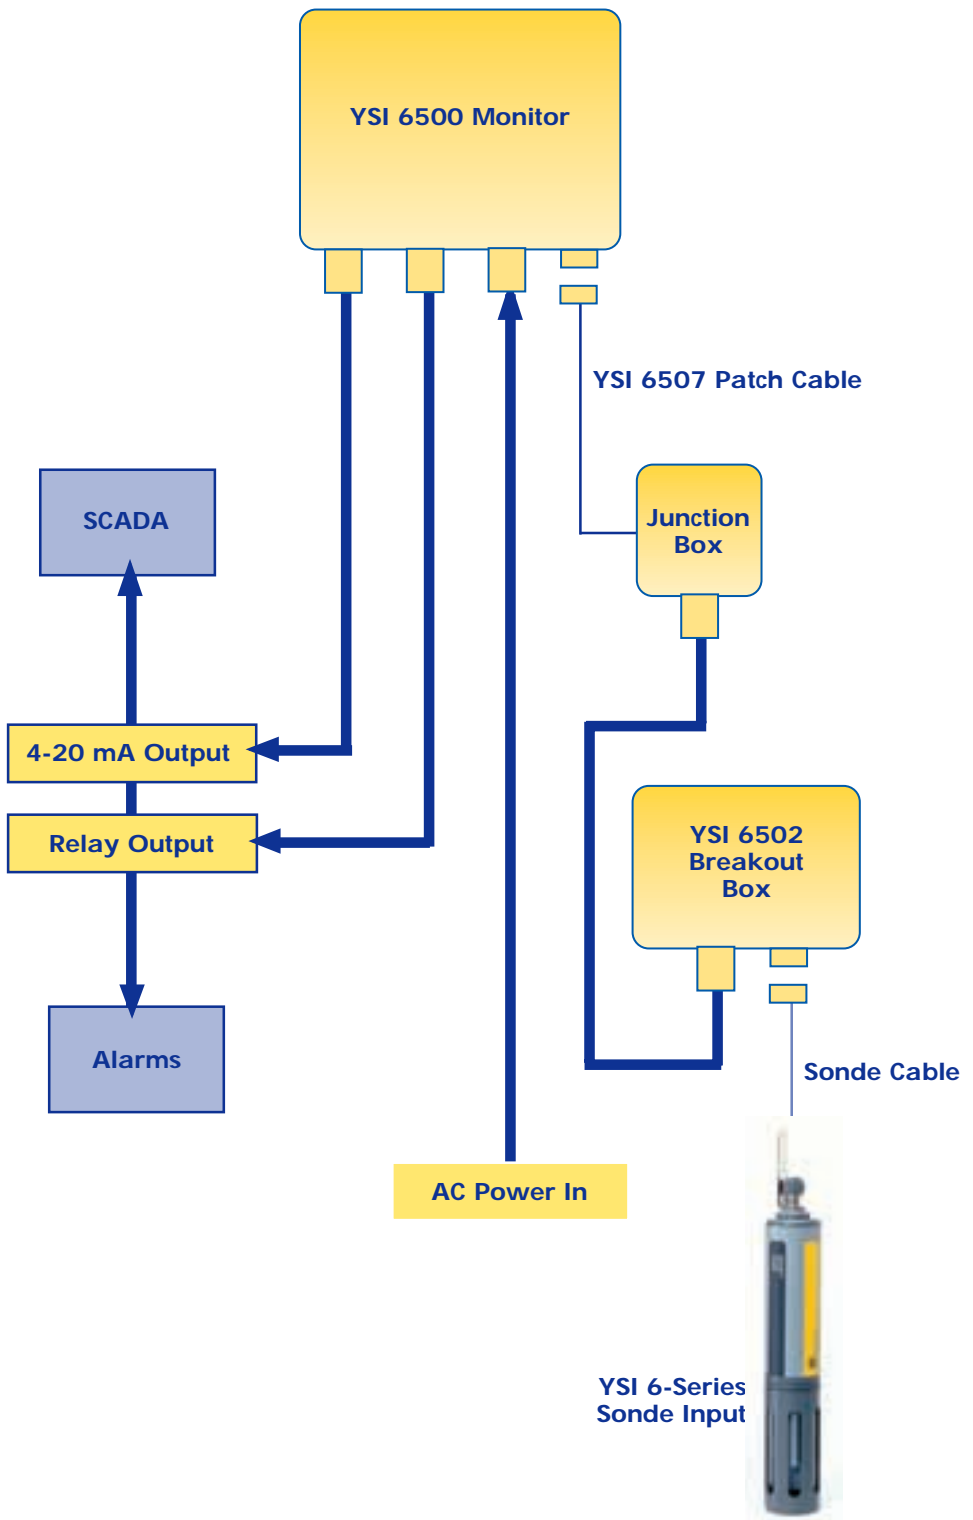 YSI 6500 Monitor
YSI 6507 Patch Cable
Junction
Box
SCADA
4-20 mA Output
Relay Output
YSI 6502
Breakout
Box
Alarms
Sonde Cable
AC Power In
YSI 6-Series
Sonde Input